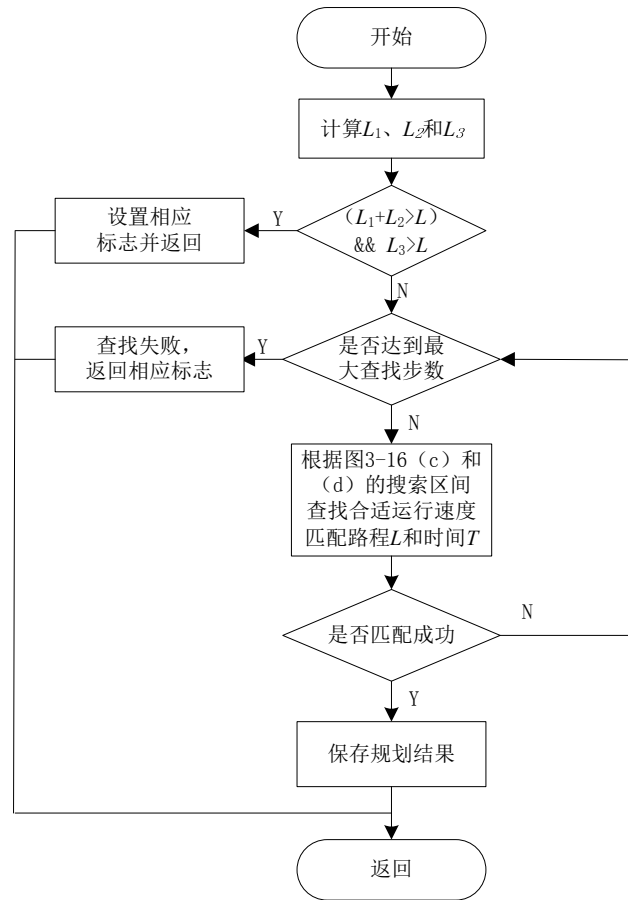 开始
计算L₁、L₂和L₃
(L₁+L₂>L)
&& L₃>L
Y
设置相应
标志并返回
N
是否达到最
大查找步数
Y
查找失败，
返回相应标志
N
根据图3-16（c）和
（d）的搜索区间
查找合适运行速度
匹配路程L和时间T
是否匹配成功
N
Y
保存规划结果
返回